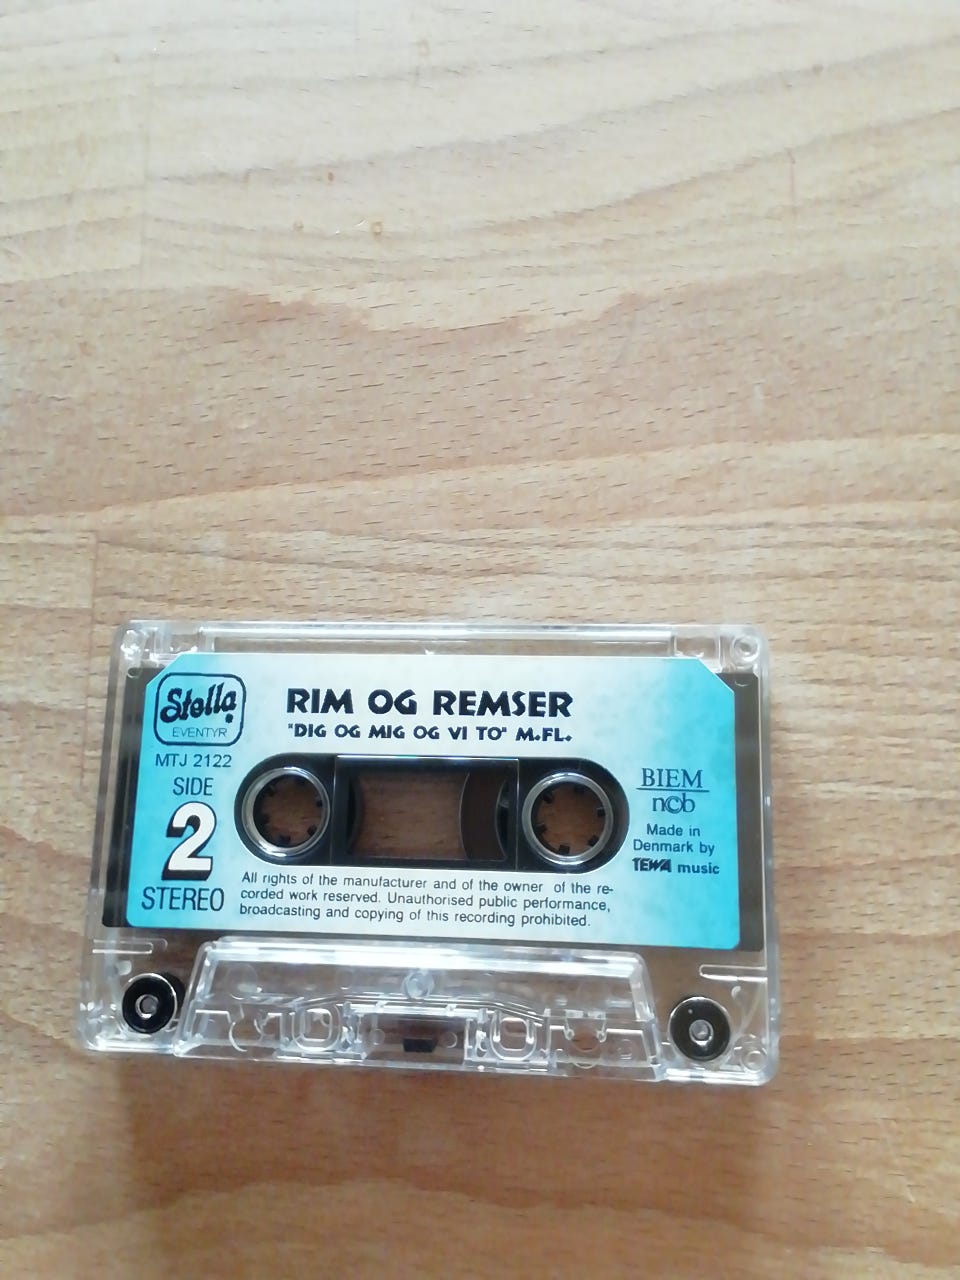 Stella
EVENTYR
MTJ 2122
SIDE
2
STEREO
RIM OG REMSER
"DIG OG MIG OG VI TO" M.FL.
BIEM
ncb
Made in
Denmark by
TEWA music
All rights of the manufacturer and of the owner of the re-
corded work reserved. Unauthorised public performance,
broadcasting and copying of this recording prohibited.